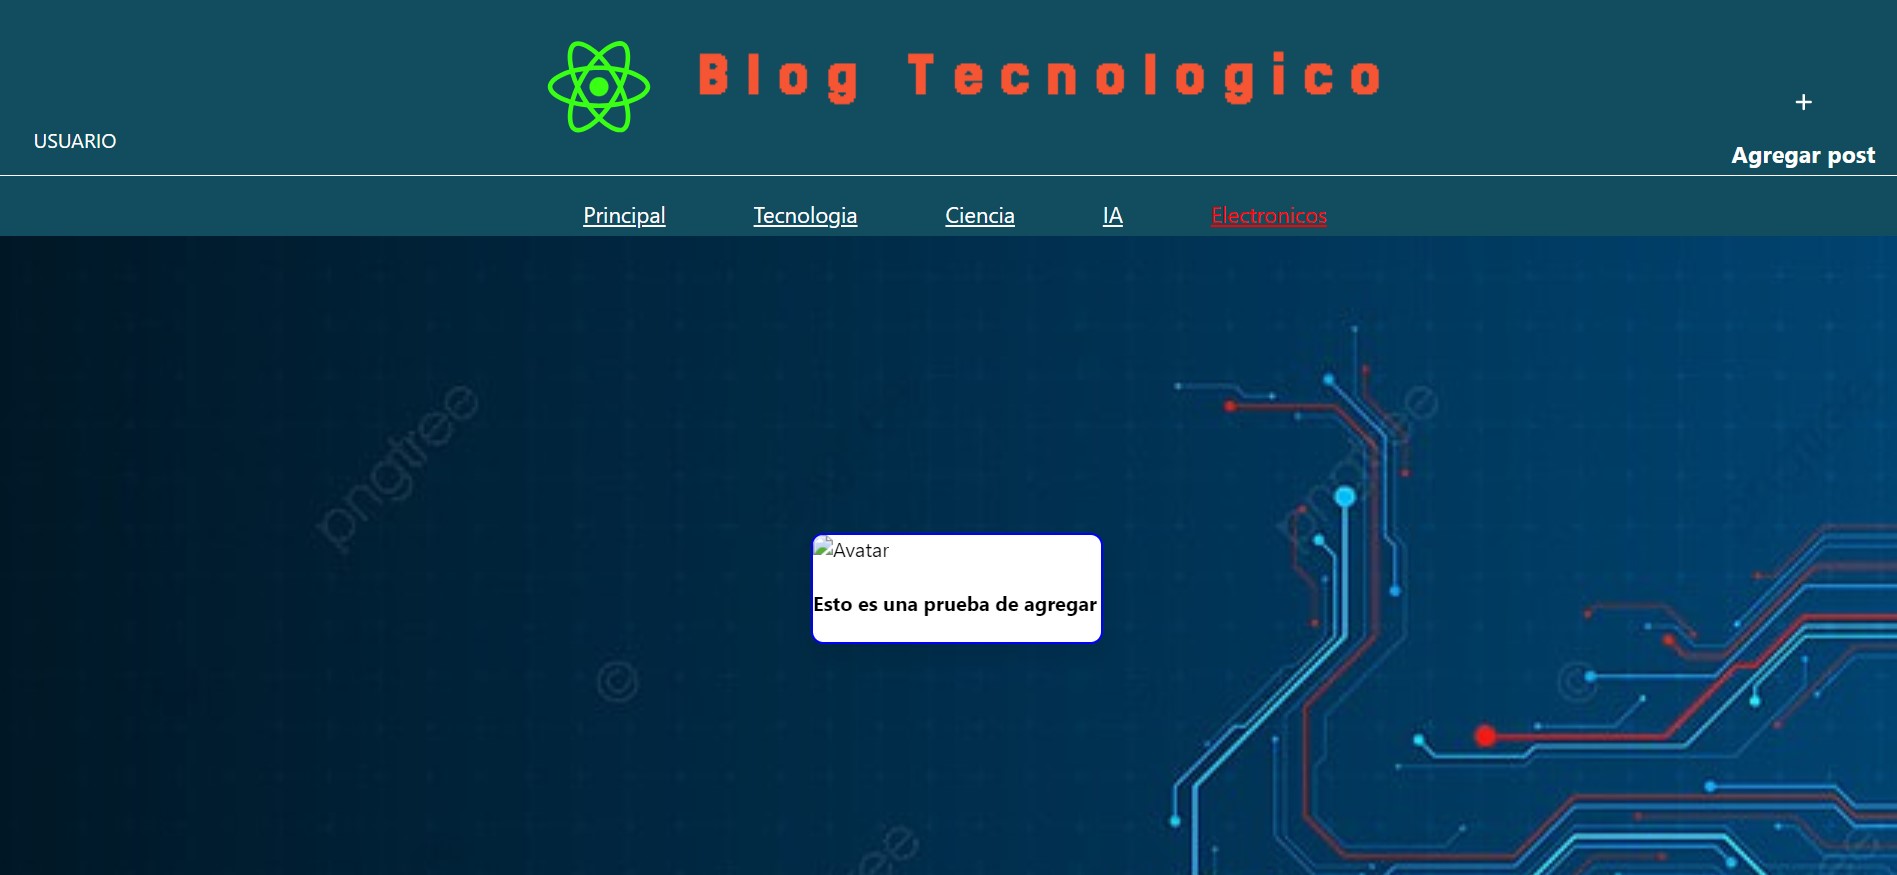 Blog Tecnologico
+
USUARIO
Agregar post
Principal Tecnologia Ciencia IA Electronicos
pngtree
pngtree
©
©
Avatar
Esto es una prueba de agregar